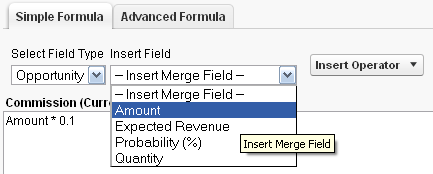 Simple Formula Advanced Formula
Select Field Type Insert Field
Opportunity -- Insert Merge Field -- Insert Operator
-- Insert Merge Field --
Commission (Curr
Amount
Amount * 0.1
Expected Revenue
Probability (%)
Insert Merge Field
Quantity